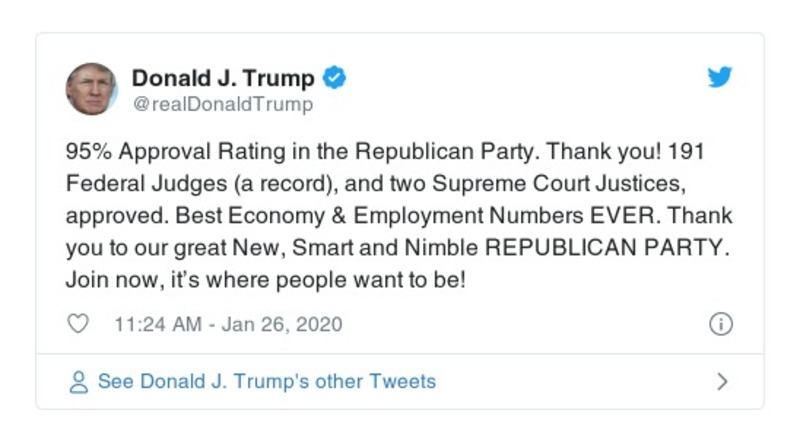 Donald J. Trump
@realDonaldTrump
95% Approval Rating in the Republican Party. Thank you! 191
Federal Judges (a record), and two Supreme Court Justices,
approved. Best Economy & Employment Numbers EVER. Thank
you to our great New, Smart and Nimble REPUBLICAN PARTY.
Join now, it’s where people want to be!
11:24 AM - Jan 26, 2020
See Donald J. Trump's other Tweets